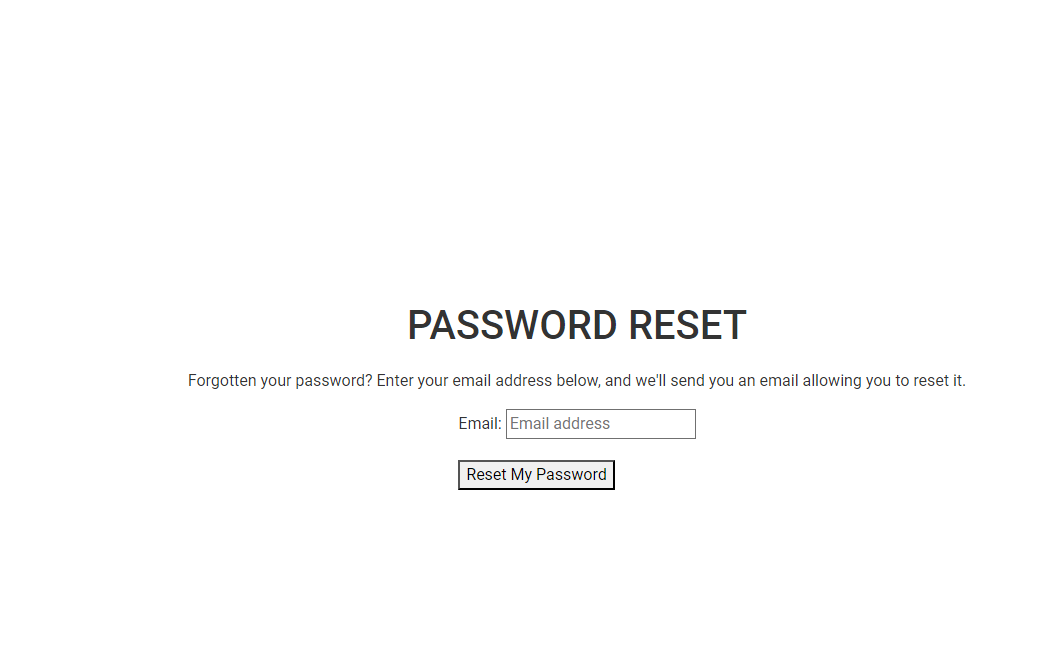 PASSWORD RESET
Forgotten your password? Enter your email address below, and we'll send you an email allowing you to reset it.
Email: Email address
Reset My Password